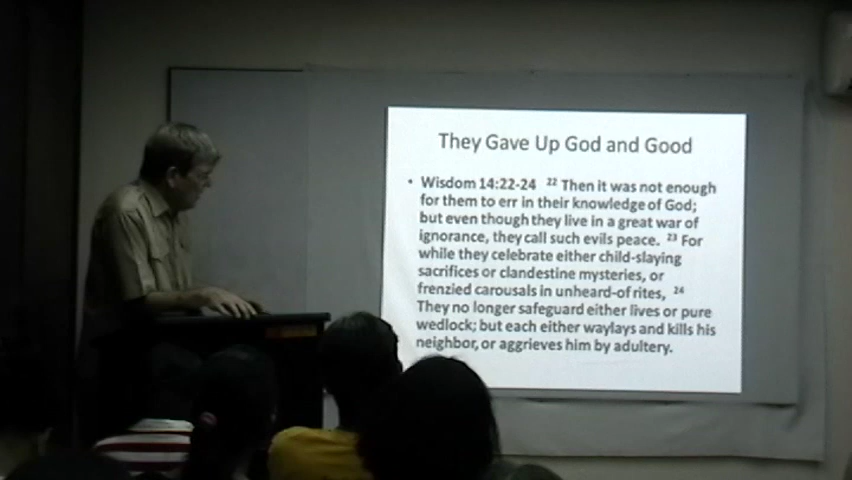 They Gave Up God and Good
• Wisdom 14:22-24 22 Then it was not enough
for them to err in their knowledge of God;
but even though they live in a great war of
ignorance, they call such evils peace. 23 For
while they celebrate either child-slaying
sacrifices or clandestine mysteries, or
frenzied carousals in unheard-of rites, 24
They no longer safeguard either lives or pure
wedlock; but each either waylays and kills his
neighbor, or aggrieves him by adultery.